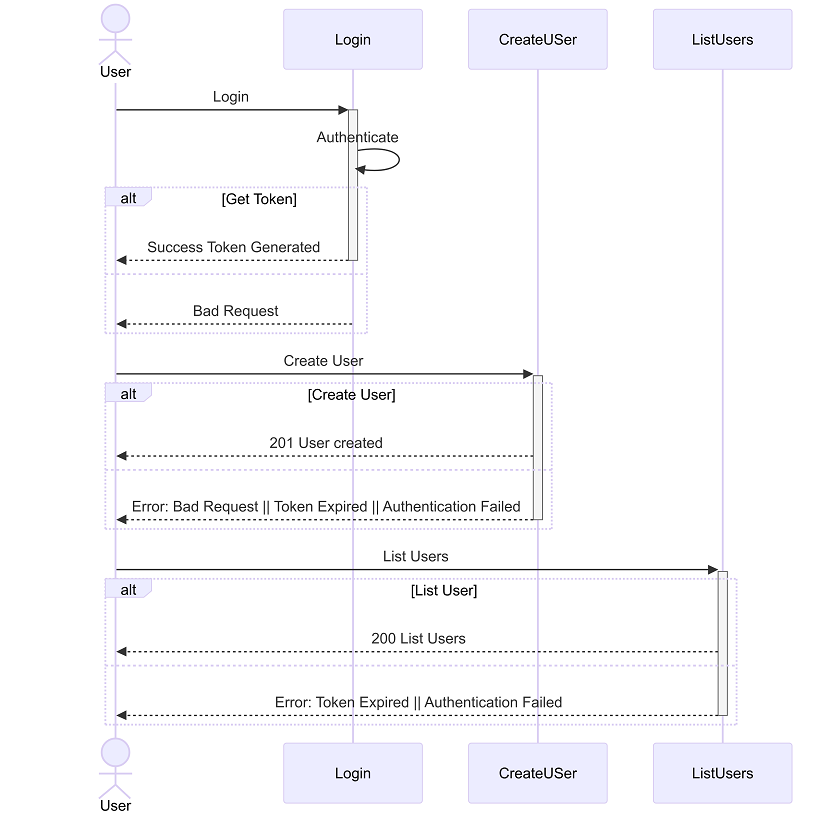 User
Login
CreateUSer
ListUsers
Login
Authenticate
alt
[Get Token]
Success Token Generated
Bad Request
Create User
alt
[Create User]
201 User created
Error: Bad Request || Token Expired || Authentication Failed
List Users
alt
[List User]
200 List Users
Error: Token Expired || Authentication Failed
User
Login
CreateUSer
ListUsers